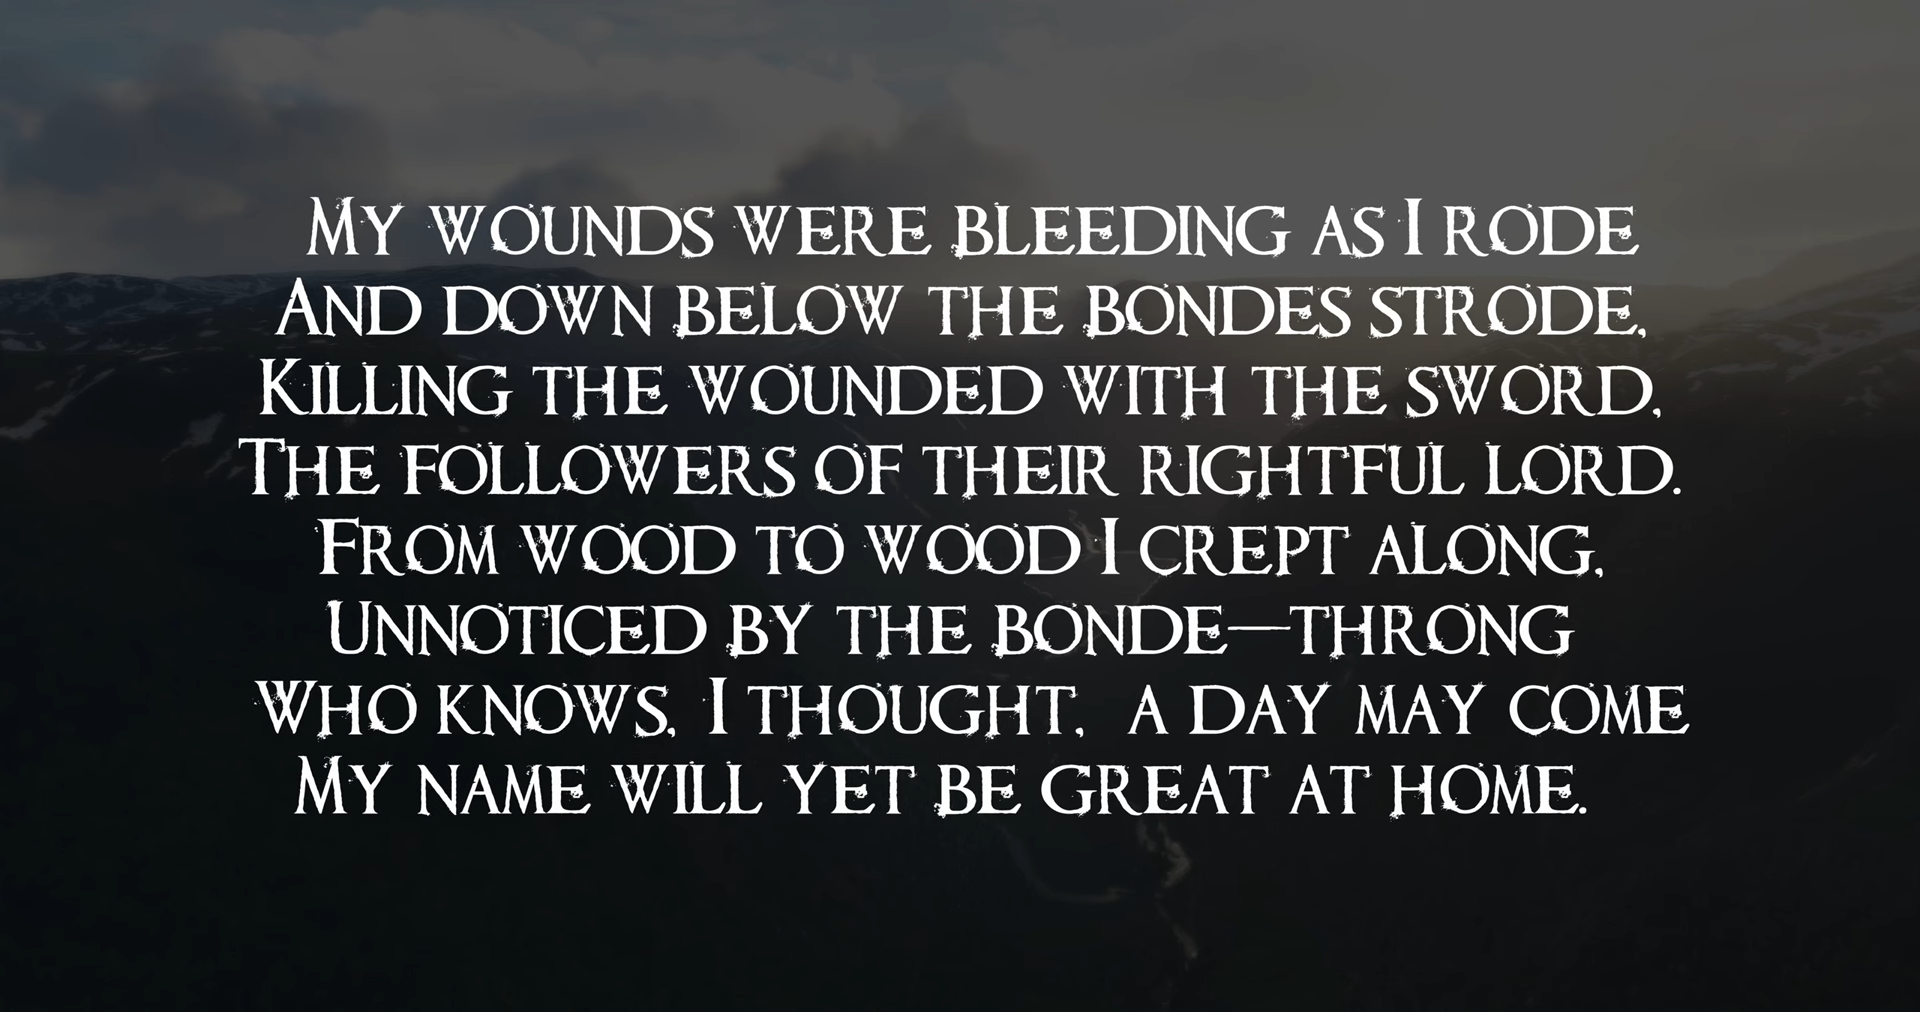 My wounds were bleeding as I rode
And down below the bondes strode,
Killing the wounded with the sword,
The followers of their rightful lord.
From wood to wood I crept along,
Unnoticed by the bonde—throng
Who knows, I thought, a day may come
My name will yet be great at home.